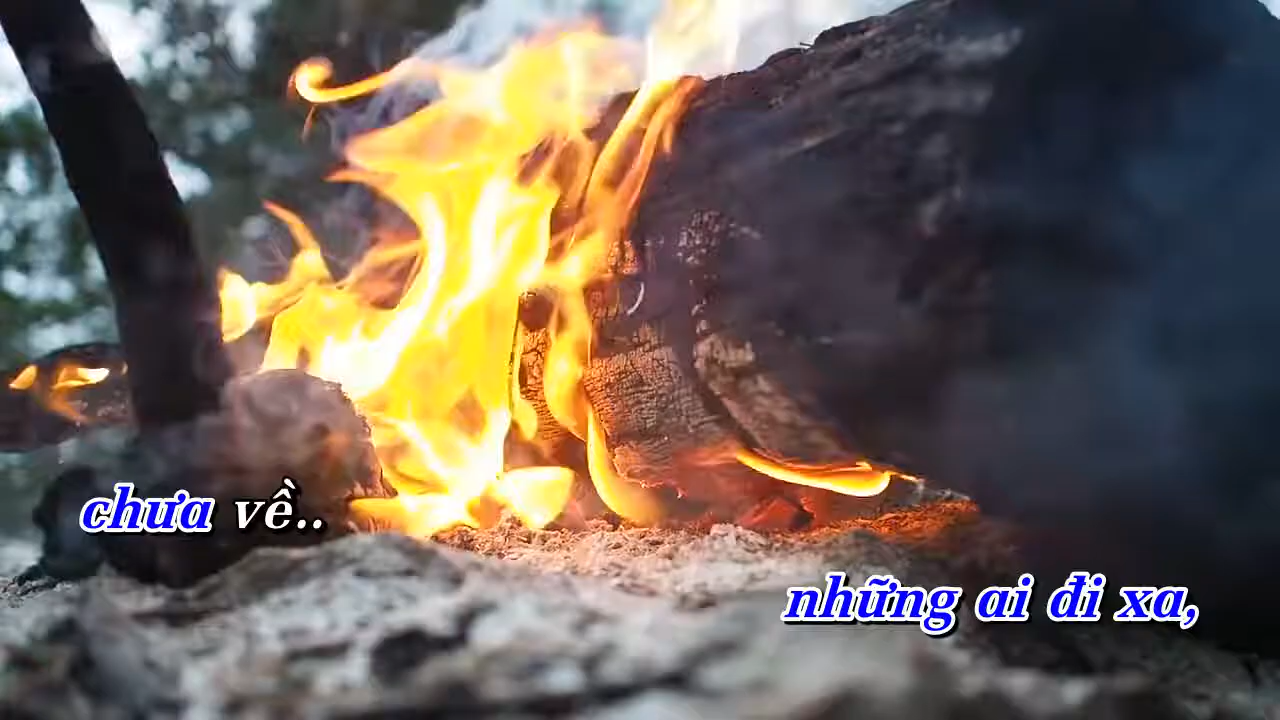 chưa về..
những ai đi xa,